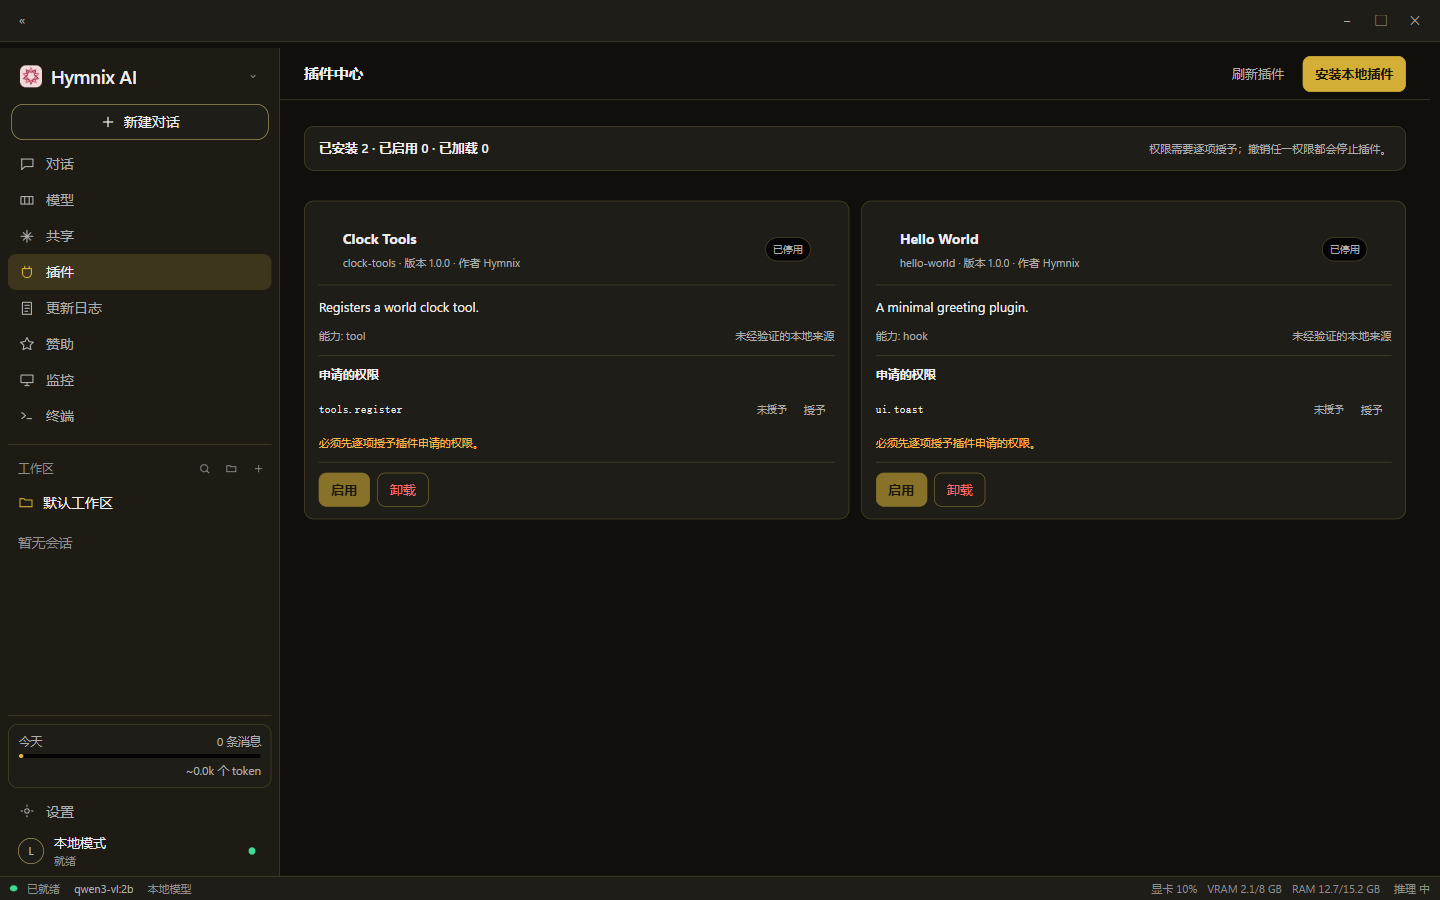 «
Hymnix AI
新建对话
对话
模型
共享
插件
更新日志
赞助
监控
终端
工作区
默认工作区
暂无会话
今天 0 条消息
~0.0k 个 token
设置
L 本地模式
就绪
插件中心 刷新插件 安装本地插件
已安装 2 · 已启用 0 · 已加载 0 权限需要逐项授予；撤销任一权限都会停止插件。
Clock Tools 已停用
clock-tools · 版本 1.0.0 · 作者 Hymnix
Registers a world clock tool.
能力: tool 未经验证的本地来源
申请的权限
tools.register 未授予 授予
必须先逐项授予插件申请的权限。
启用 卸载
Hello World 已停用
hello-world · 版本 1.0.0 · 作者 Hymnix
A minimal greeting plugin.
能力: hook 未经验证的本地来源
申请的权限
ui.toast 未授予 授予
必须先逐项授予插件申请的权限。
启用 卸载
已就绪 qwen3-vl:2b 本地模型 显卡 10% VRAM 2.1/8 GB RAM 12.7/15.2 GB 推理 中